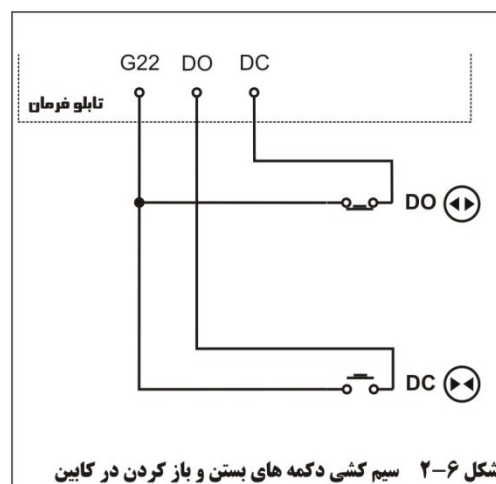 G22 DO DC
تابلو فرمان
DO
DC
شکل ۶-۲ سیم کشی دکمه های بستن و باز کردن در کابین